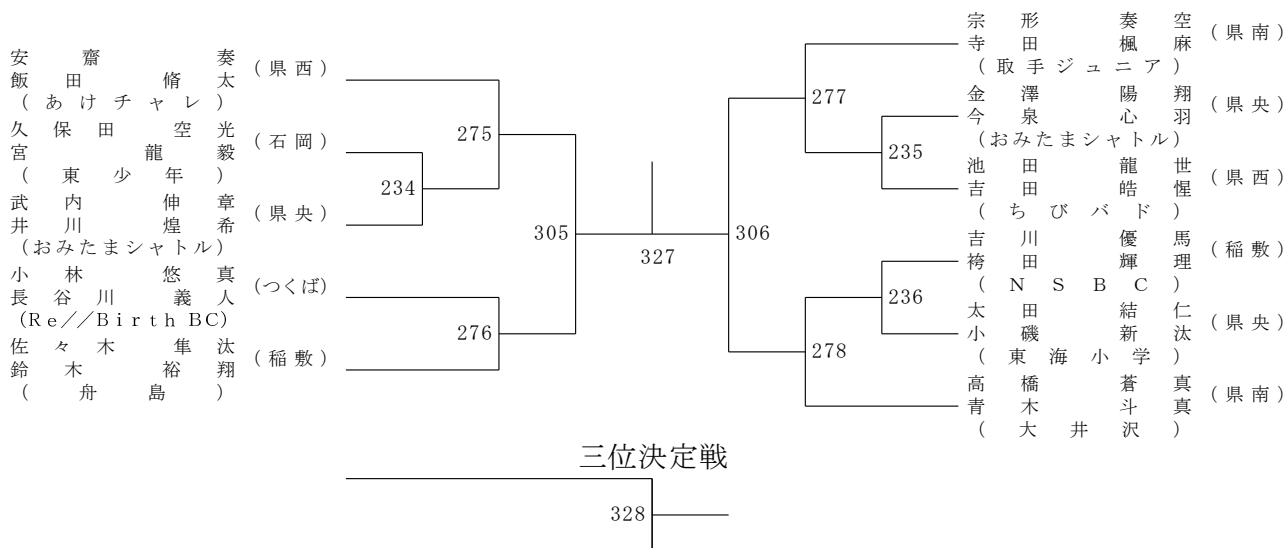 安齋 奏
飯田 脩太
(県西)
(あけチャレ)
久保田 空光
宮 龍毅
(石岡)
(東少年)
武内 伸章
井川 煌希
(県央)
(おみたまシャトル)
小林 悠真
長谷川 義人
(つくば)
(Re//Birth BC)
佐々木 隼汰
鈴木 裕翔
(稲敷)
(舟島)
234
275
276
305
327
306
277
235
236
278
宗形 奏空
寺田 楓麻
(県南)
(取手ジュニア)
金澤 陽翔
今泉 心羽
(県央)
(おみたまシャトル)
池田 龍世
吉田 皓惺
(県西)
(ちびバド)
吉川 優馬
袴田 輝理
(稲敷)
(NSBC)
太田 結仁
小磯 新汰
(県央)
(東海小学)
高橋 蒼真
青木 斗真
(県南)
(大井沢)
三位決定戦
328